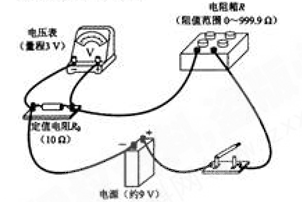 电压表
(量程3 V)
V
电阻箱R
(阻值范围 0～999.9 Ω)
定值电阻R₀
(10 Ω)
−
+
电源 (约9 V)